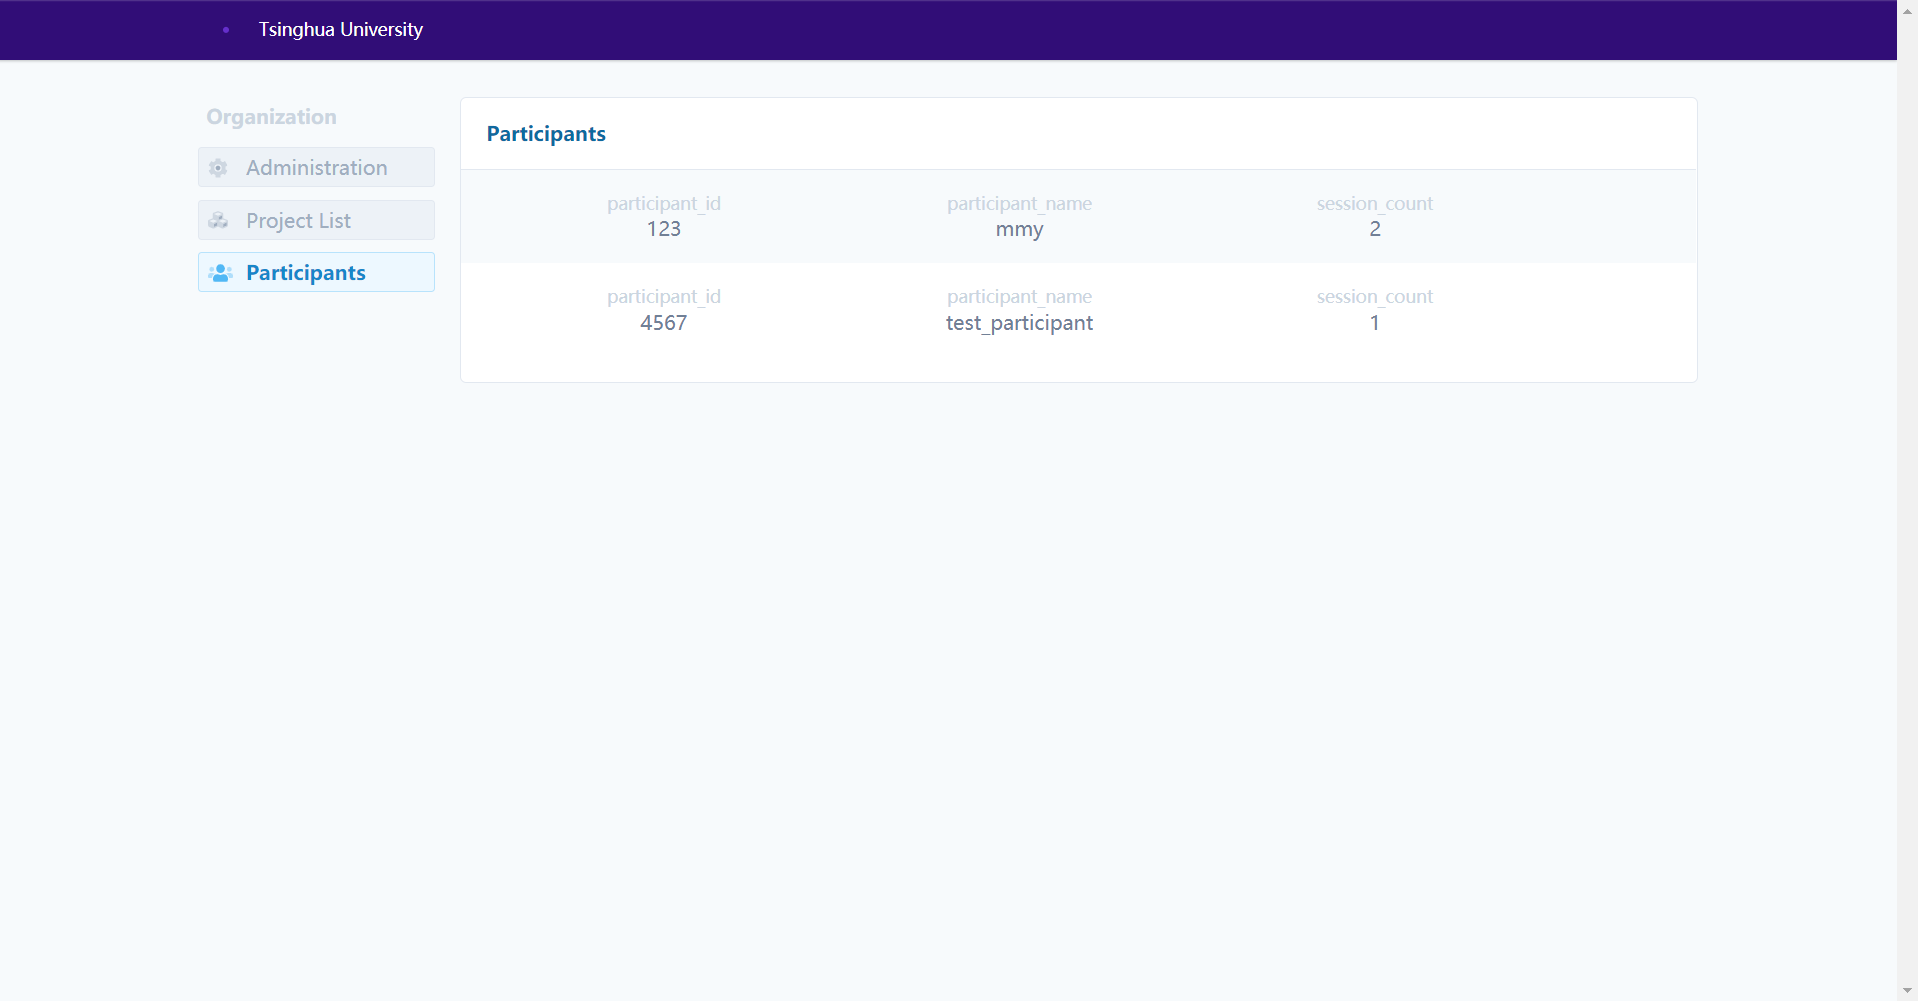 Tsinghua University
Organization
Administration
Project List
Participants
Participants
participant_id participant_name session_count
123 mmy 2
participant_id participant_name session_count
4567 test_participant 1